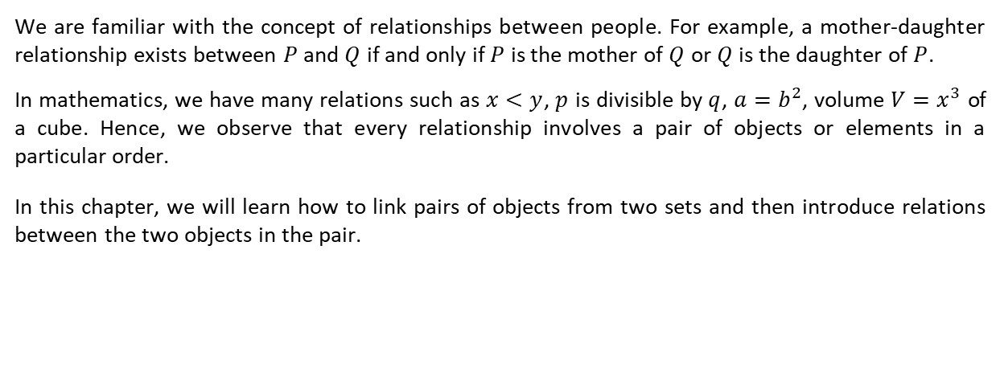 We are familiar with the concept of relationships between people. For example, a mother-daughter
relationship exists between P and Q if and only if P is the mother of Q or Q is the daughter of P.
In mathematics, we have many relations such as x < y, p is divisible by q, a = b², volume V = x³ of
a cube. Hence, we observe that every relationship involves a pair of objects or elements in a
particular order.
In this chapter, we will learn how to link pairs of objects from two sets and then introduce relations
between the two objects in the pair.